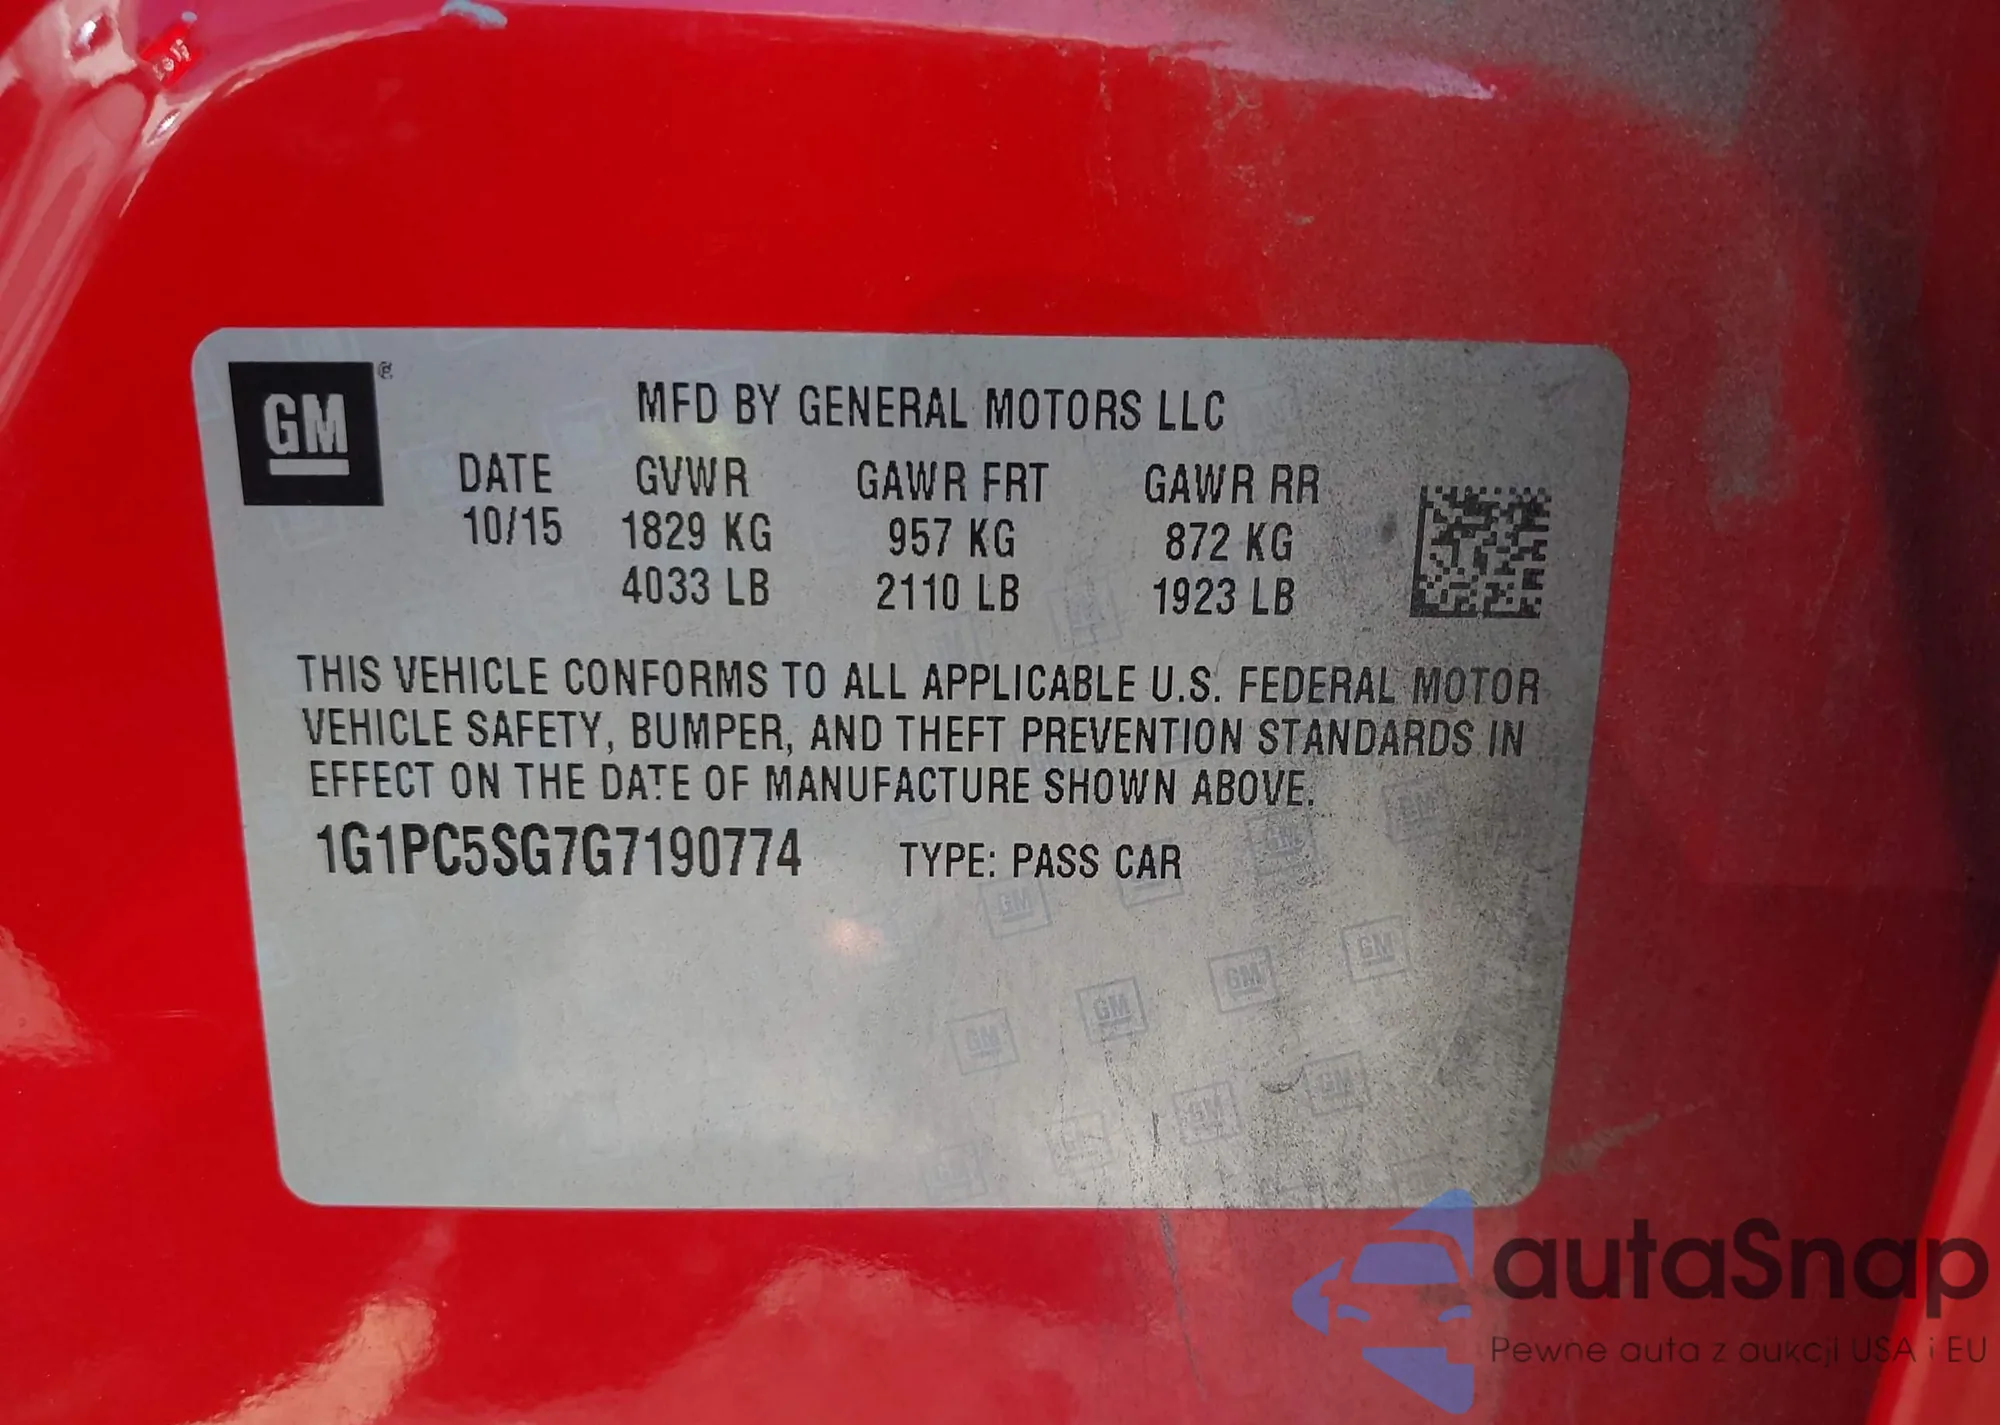 GM ®
MFD BY GENERAL MOTORS LLC
DATE GVWR GAWR FRT GAWR RR
10/15 1829 KG 957 KG 872 KG
4033 LB 2110 LB 1923 LB
THIS VEHICLE CONFORMS TO ALL APPLICABLE U.S. FEDERAL MOTOR
VEHICLE SAFETY, BUMPER, AND THEFT PREVENTION STANDARDS IN
EFFECT ON THE DATE OF MANUFACTURE SHOWN ABOVE.
1G1PC5SG7G7190774 TYPE: PASS CAR
autoSnap
Pewne auta z aukcji USA i EU